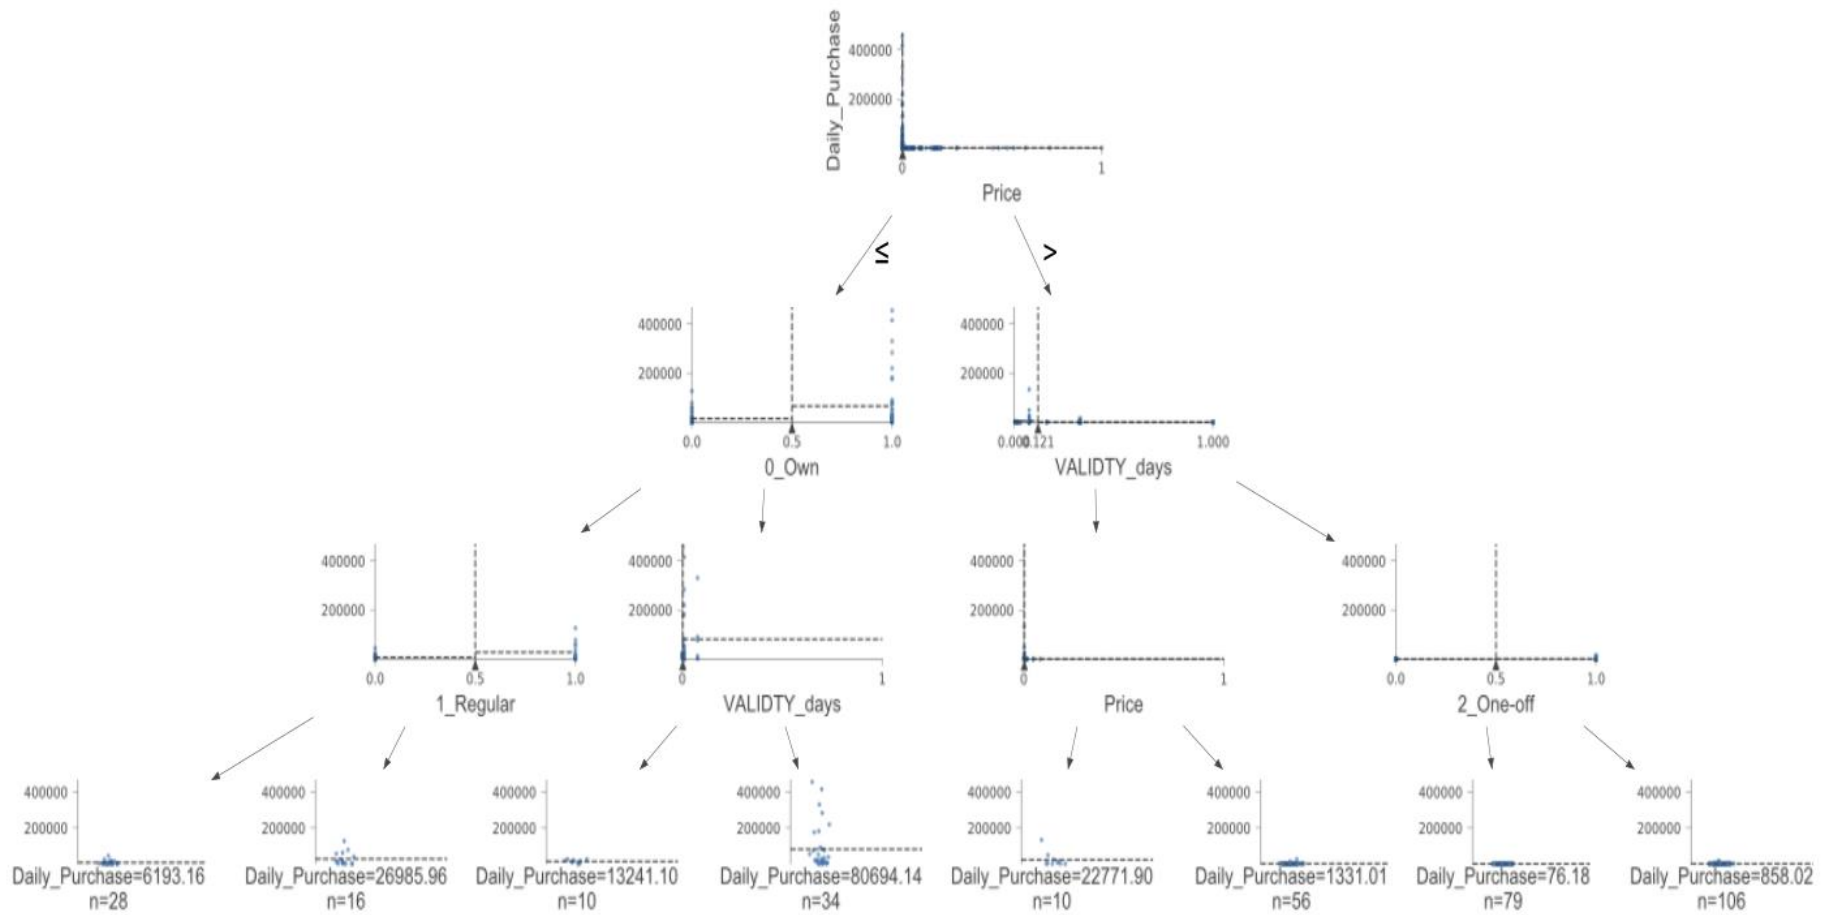 Daily_Purchase
400000
200000
0 1
Price
≤ >
400000 400000
200000 200000
0.0 0.5 1.0 0.121 1.000
0_Own VALIDTY_days
400000 400000 400000 400000
200000 200000 200000 200000
0.0 0.5 1.0 0 1 0 1 0.0 0.5 1.0
1_Regular VALIDTY_days Price 2_One-off
400000 400000 400000 400000 400000 400000 400000 400000
200000 200000 200000 200000 200000 200000 200000 200000
Daily_Purchase=6193.16 Daily_Purchase=26985.96 Daily_Purchase=13241.10 Daily_Purchase=80694.14 Daily_Purchase=22771.90 Daily_Purchase=1331.01 Daily_Purchase=76.18 Daily_Purchase=858.02
n=28 n=16 n=10 n=34 n=10 n=56 n=79 n=106